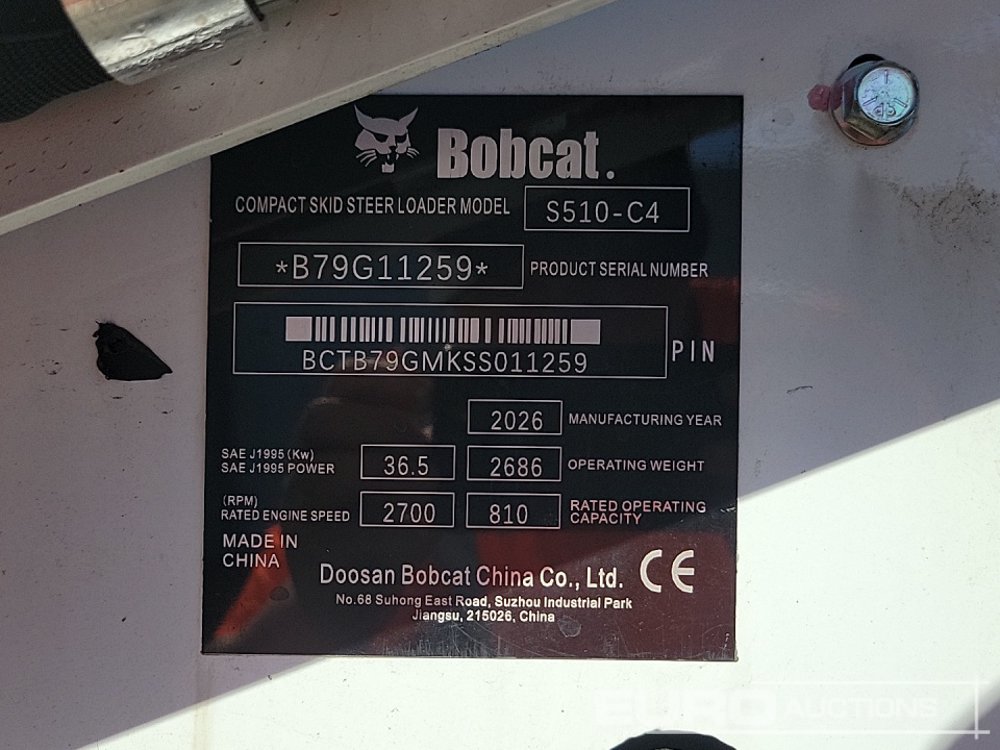 Bobcat.
COMPACT SKID STEER LOADER MODEL S510-C4
*B79G11259* PRODUCT SERIAL NUMBER
BCTB79GMKSS011259 PIN
2026 MANUFACTURING YEAR
SAE J1995 (Kw)
SAE J1995 POWER 36.5 2686 OPERATING WEIGHT
(RPM)
RATED ENGINE SPEED 2700 810 RATED OPERATING
CAPACITY
MADE IN
CHINA
Doosan Bobcat China Co., Ltd. CE
No.68 Suhong East Road, Suzhou Industrial Park
Jiangsu, 215026, China
EURO AUCTIONS